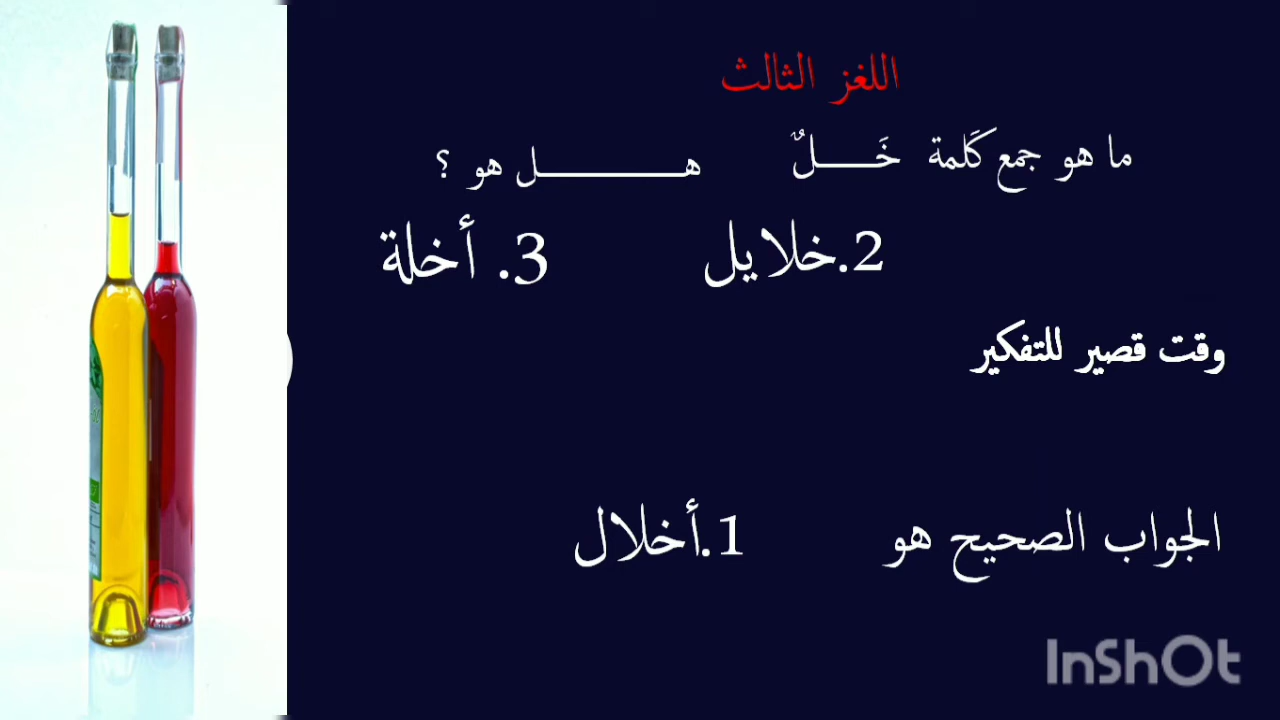 اللغز الثالث
ما هو جمع كَلمة خَـــلٌ هـــــــل هو ؟
2.خلايل 3. أخلة
وقت قصير للتفكير
الجواب الصحيح هو 1.أخلال
InShOt